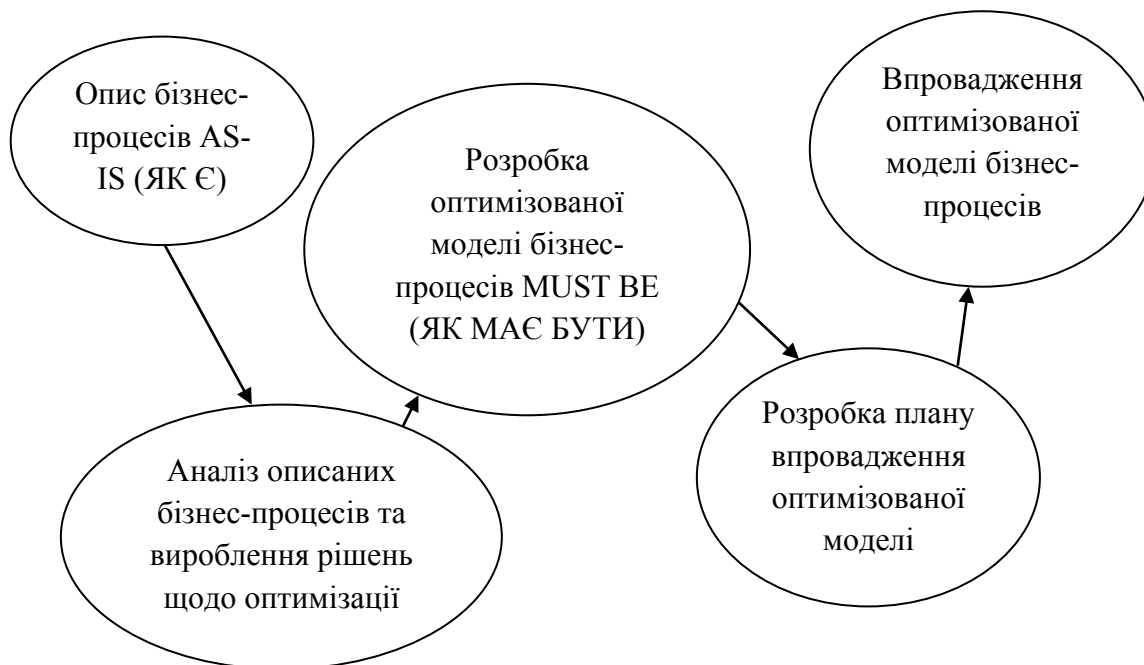 Опис бізнес-
процесів AS-
IS (ЯК Є)
Аналіз описаних
бізнес-процесів та
вироблення рішень
щодо оптимізації
Розробка
оптимізованої
моделі бізнес-
процесів MUST BE
(ЯК МАЄ БУТИ)
Розробка плану
впровадження
оптимізованої
моделі
Впровадження
оптимізованої
моделі бізнес-
процесів